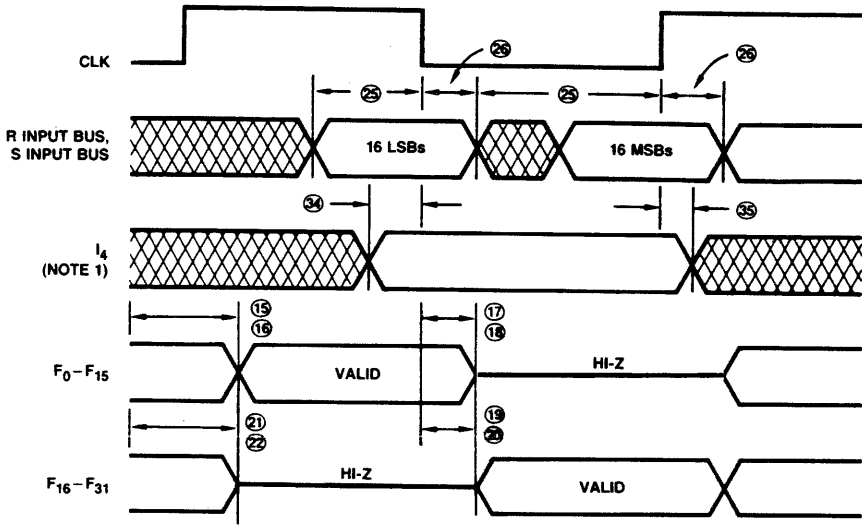 CLK
㉖
㉖
㉕
㉕
R INPUT BUS,
S INPUT BUS
16 LSBs
16 MSBs
㉞
㉟
I₄
(NOTE 1)
⑮
⑯
⑰
⑱
F₀–F₁₅
VALID
HI-Z
㉑
㉒
⑲
⑳
F₁₆–F₃₁
HI-Z
VALID